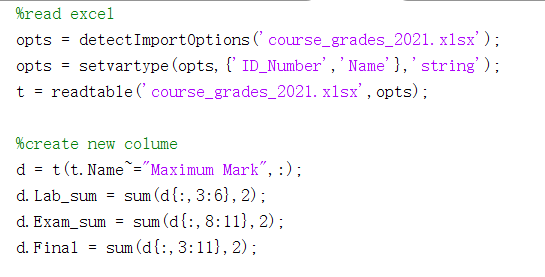 %read excel
opts = detectImportOptions('course_grades_2021.xlsx');
opts = setvartype(opts,{'ID_Number','Name'},'string');
t = readtable('course_grades_2021.xlsx',opts);
%create new colume
d = t(t.Name~="Maximum Mark",:);
d.Lab_sum = sum(d{:,3:6},2);
d.Exam_sum = sum(d{:,8:11},2);
d.Final = sum(d{:,3:11},2);